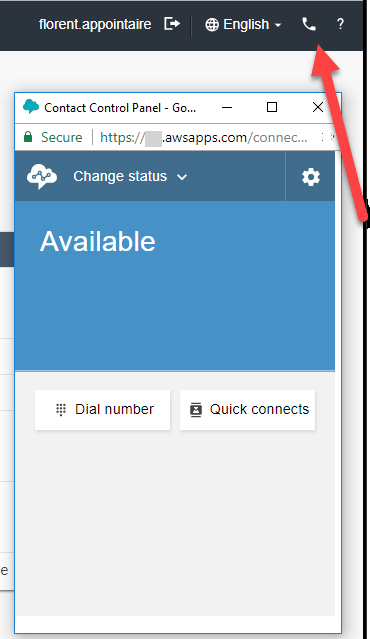 florent.appointaire English ?
Contact Control Panel - Go...
Secure https:// .awsapps.com/connec...
Change status
Available
Dial number Quick connects
e